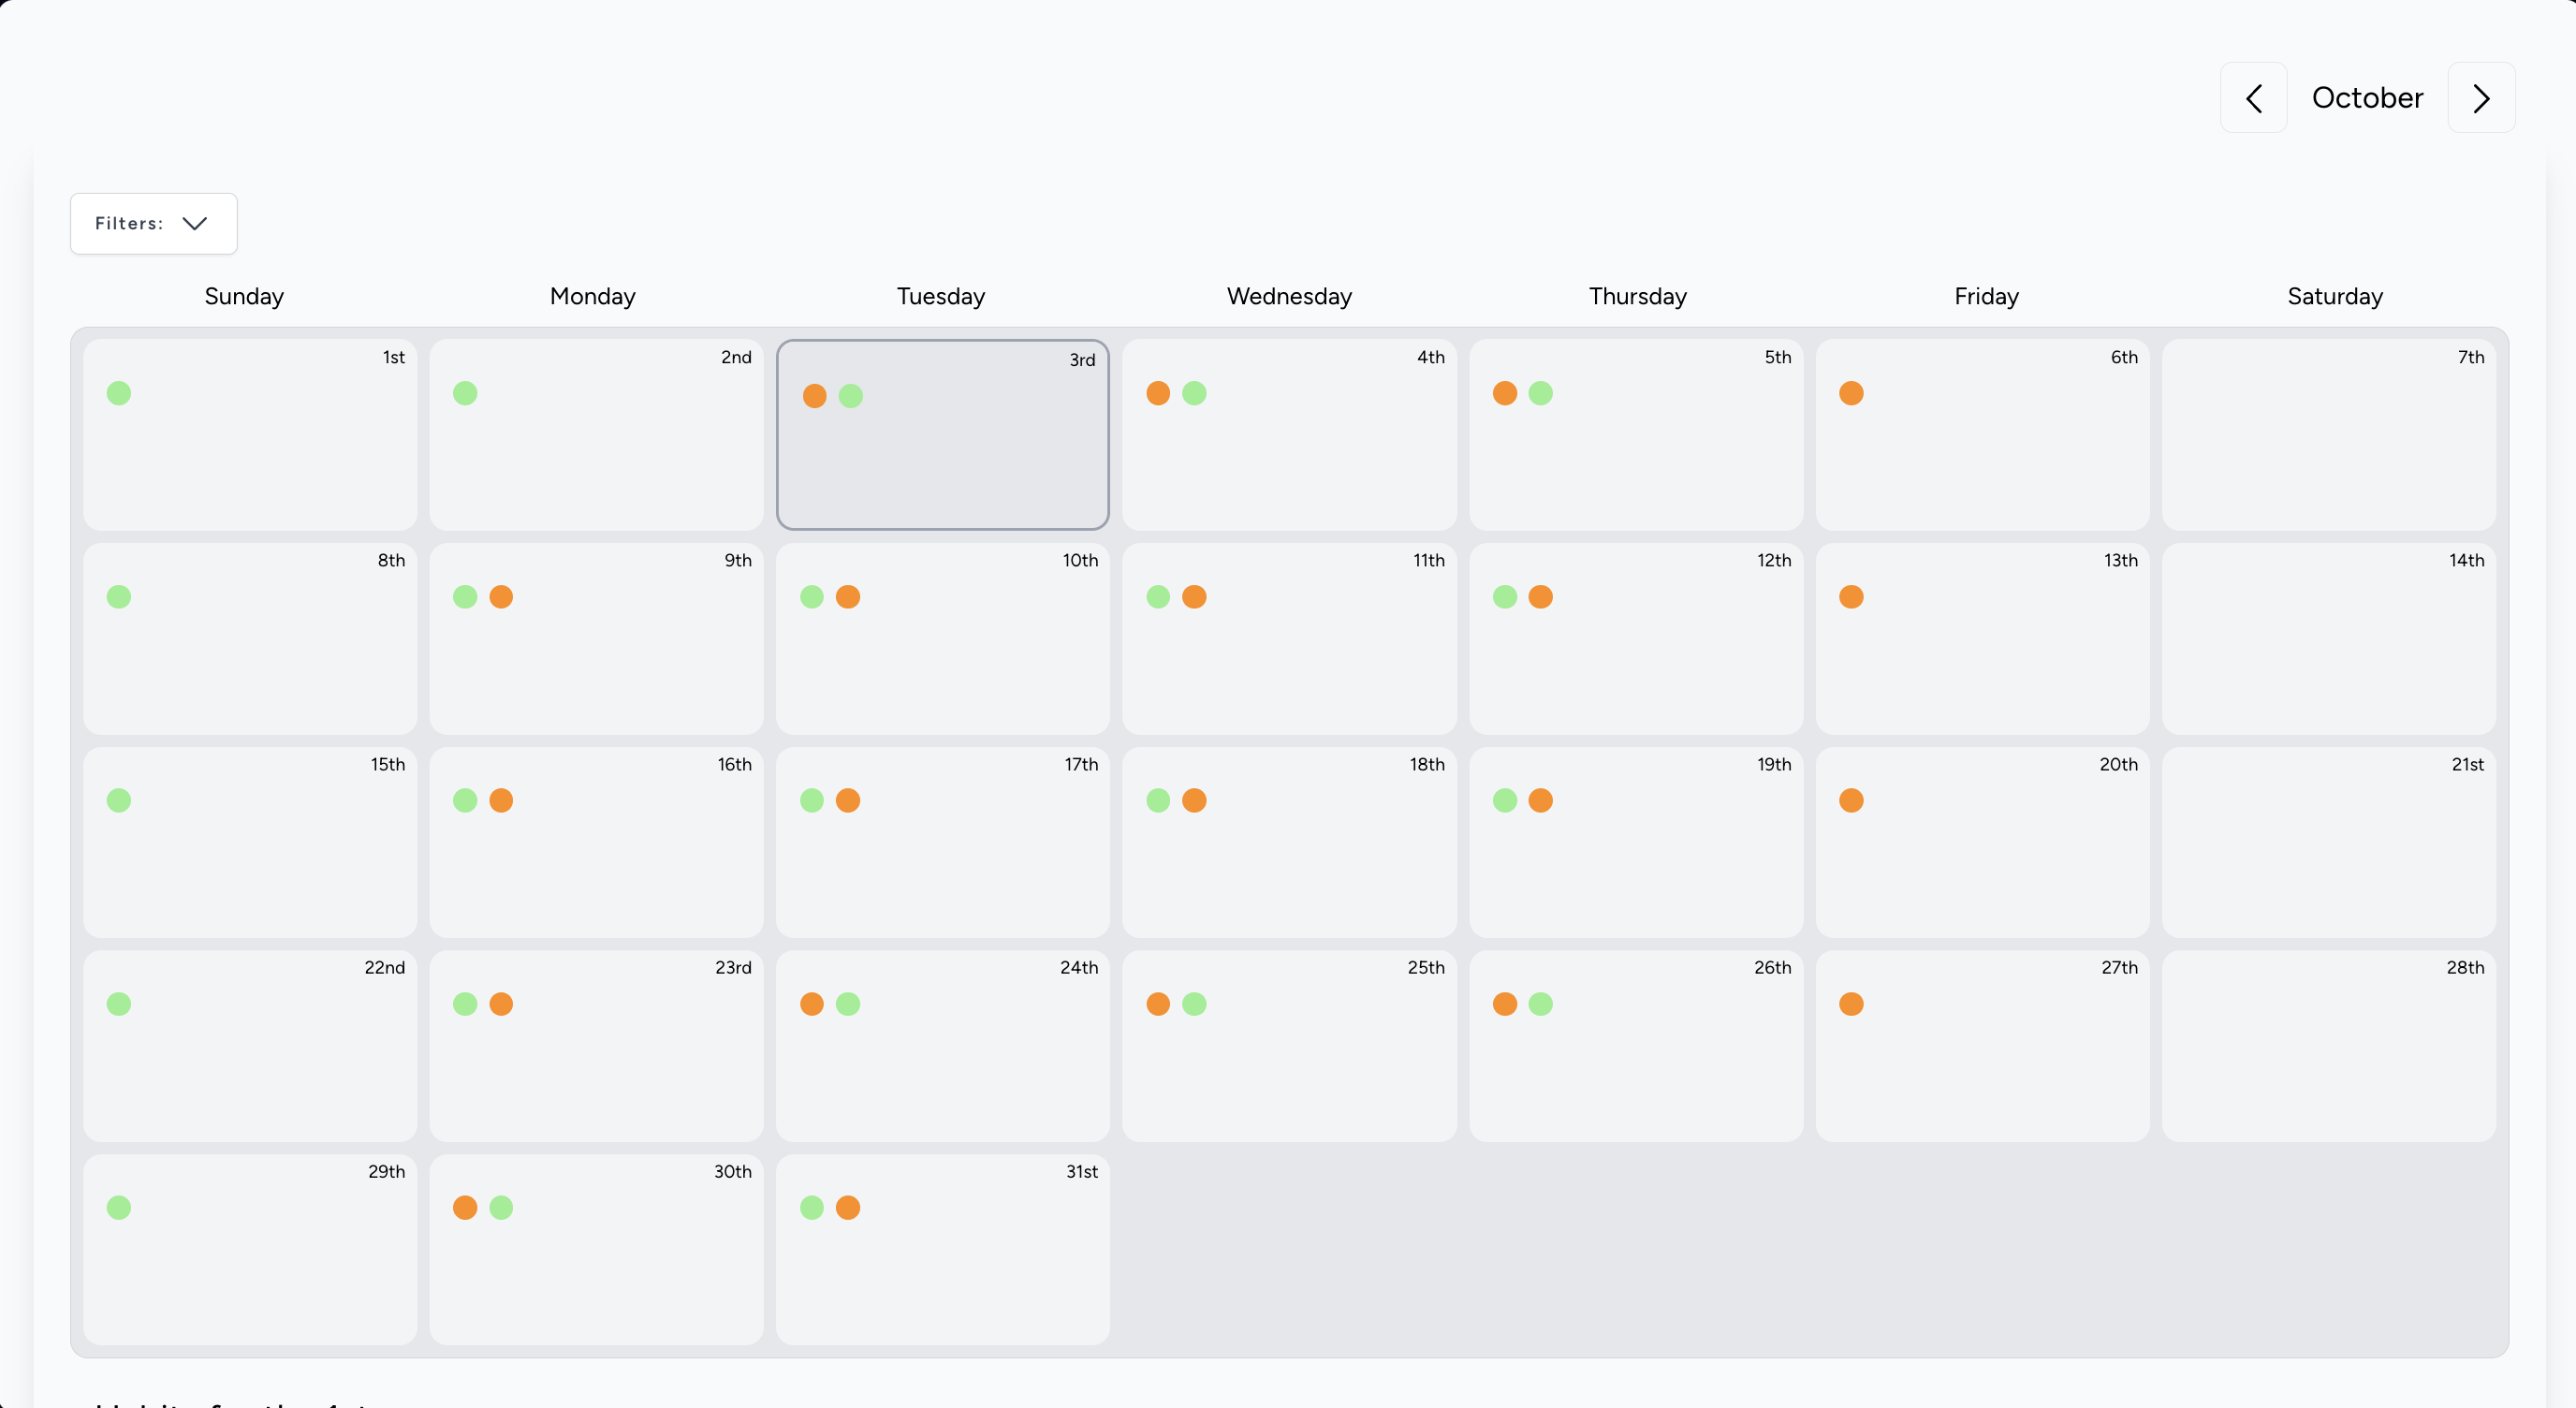 October
Filters:
Sunday Monday Tuesday Wednesday Thursday Friday Saturday
1st 2nd 3rd 4th 5th 6th 7th
8th 9th 10th 11th 12th 13th 14th
15th 16th 17th 18th 19th 20th 21st
22nd 23rd 24th 25th 26th 27th 28th
29th 30th 31st